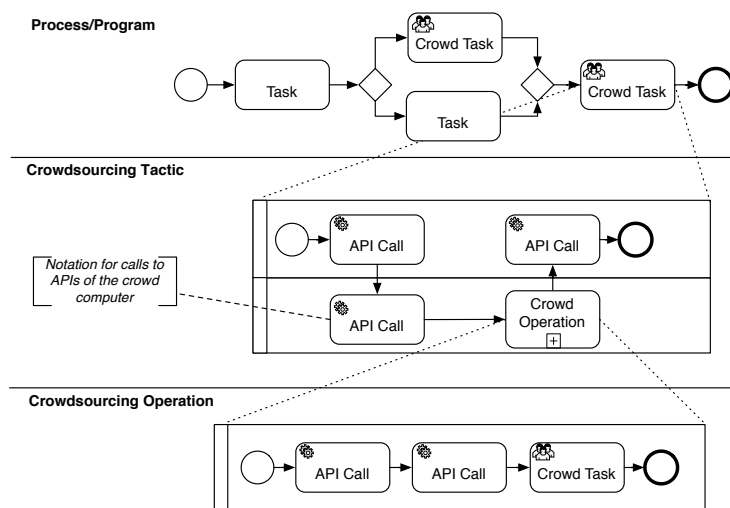 Process/Program
Crowd Task
Task
Crowd Task
Task
Crowdsourcing Tactic
API Call
API Call
Notation for calls to
APIs of the crowd
computer
API Call
Crowd
Operation
Crowdsourcing Operation
API Call
API Call
Crowd Task